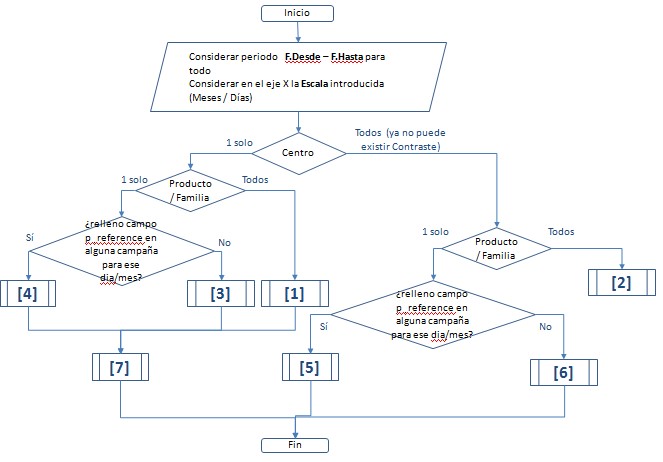 Inicio
Considerar periodo F.Desde – F.Hasta para
todo
Considerar en el eje X la Escala introducida
(Meses / Días)
Centro
1 solo
Todos (ya no puede
existir Contraste)
Producto
/ Familia
1 solo
Todos
¿relleno campo
p_reference en
alguna campaña
para ese
dia/mes?
Sí
No
Producto
/ Familia
1 solo
Todos
[4]
[3]
[1]
[2]
¿relleno campo
p_reference en
alguna campaña
para ese dia/mes?
Sí
No
[7]
[5]
[6]
Fin